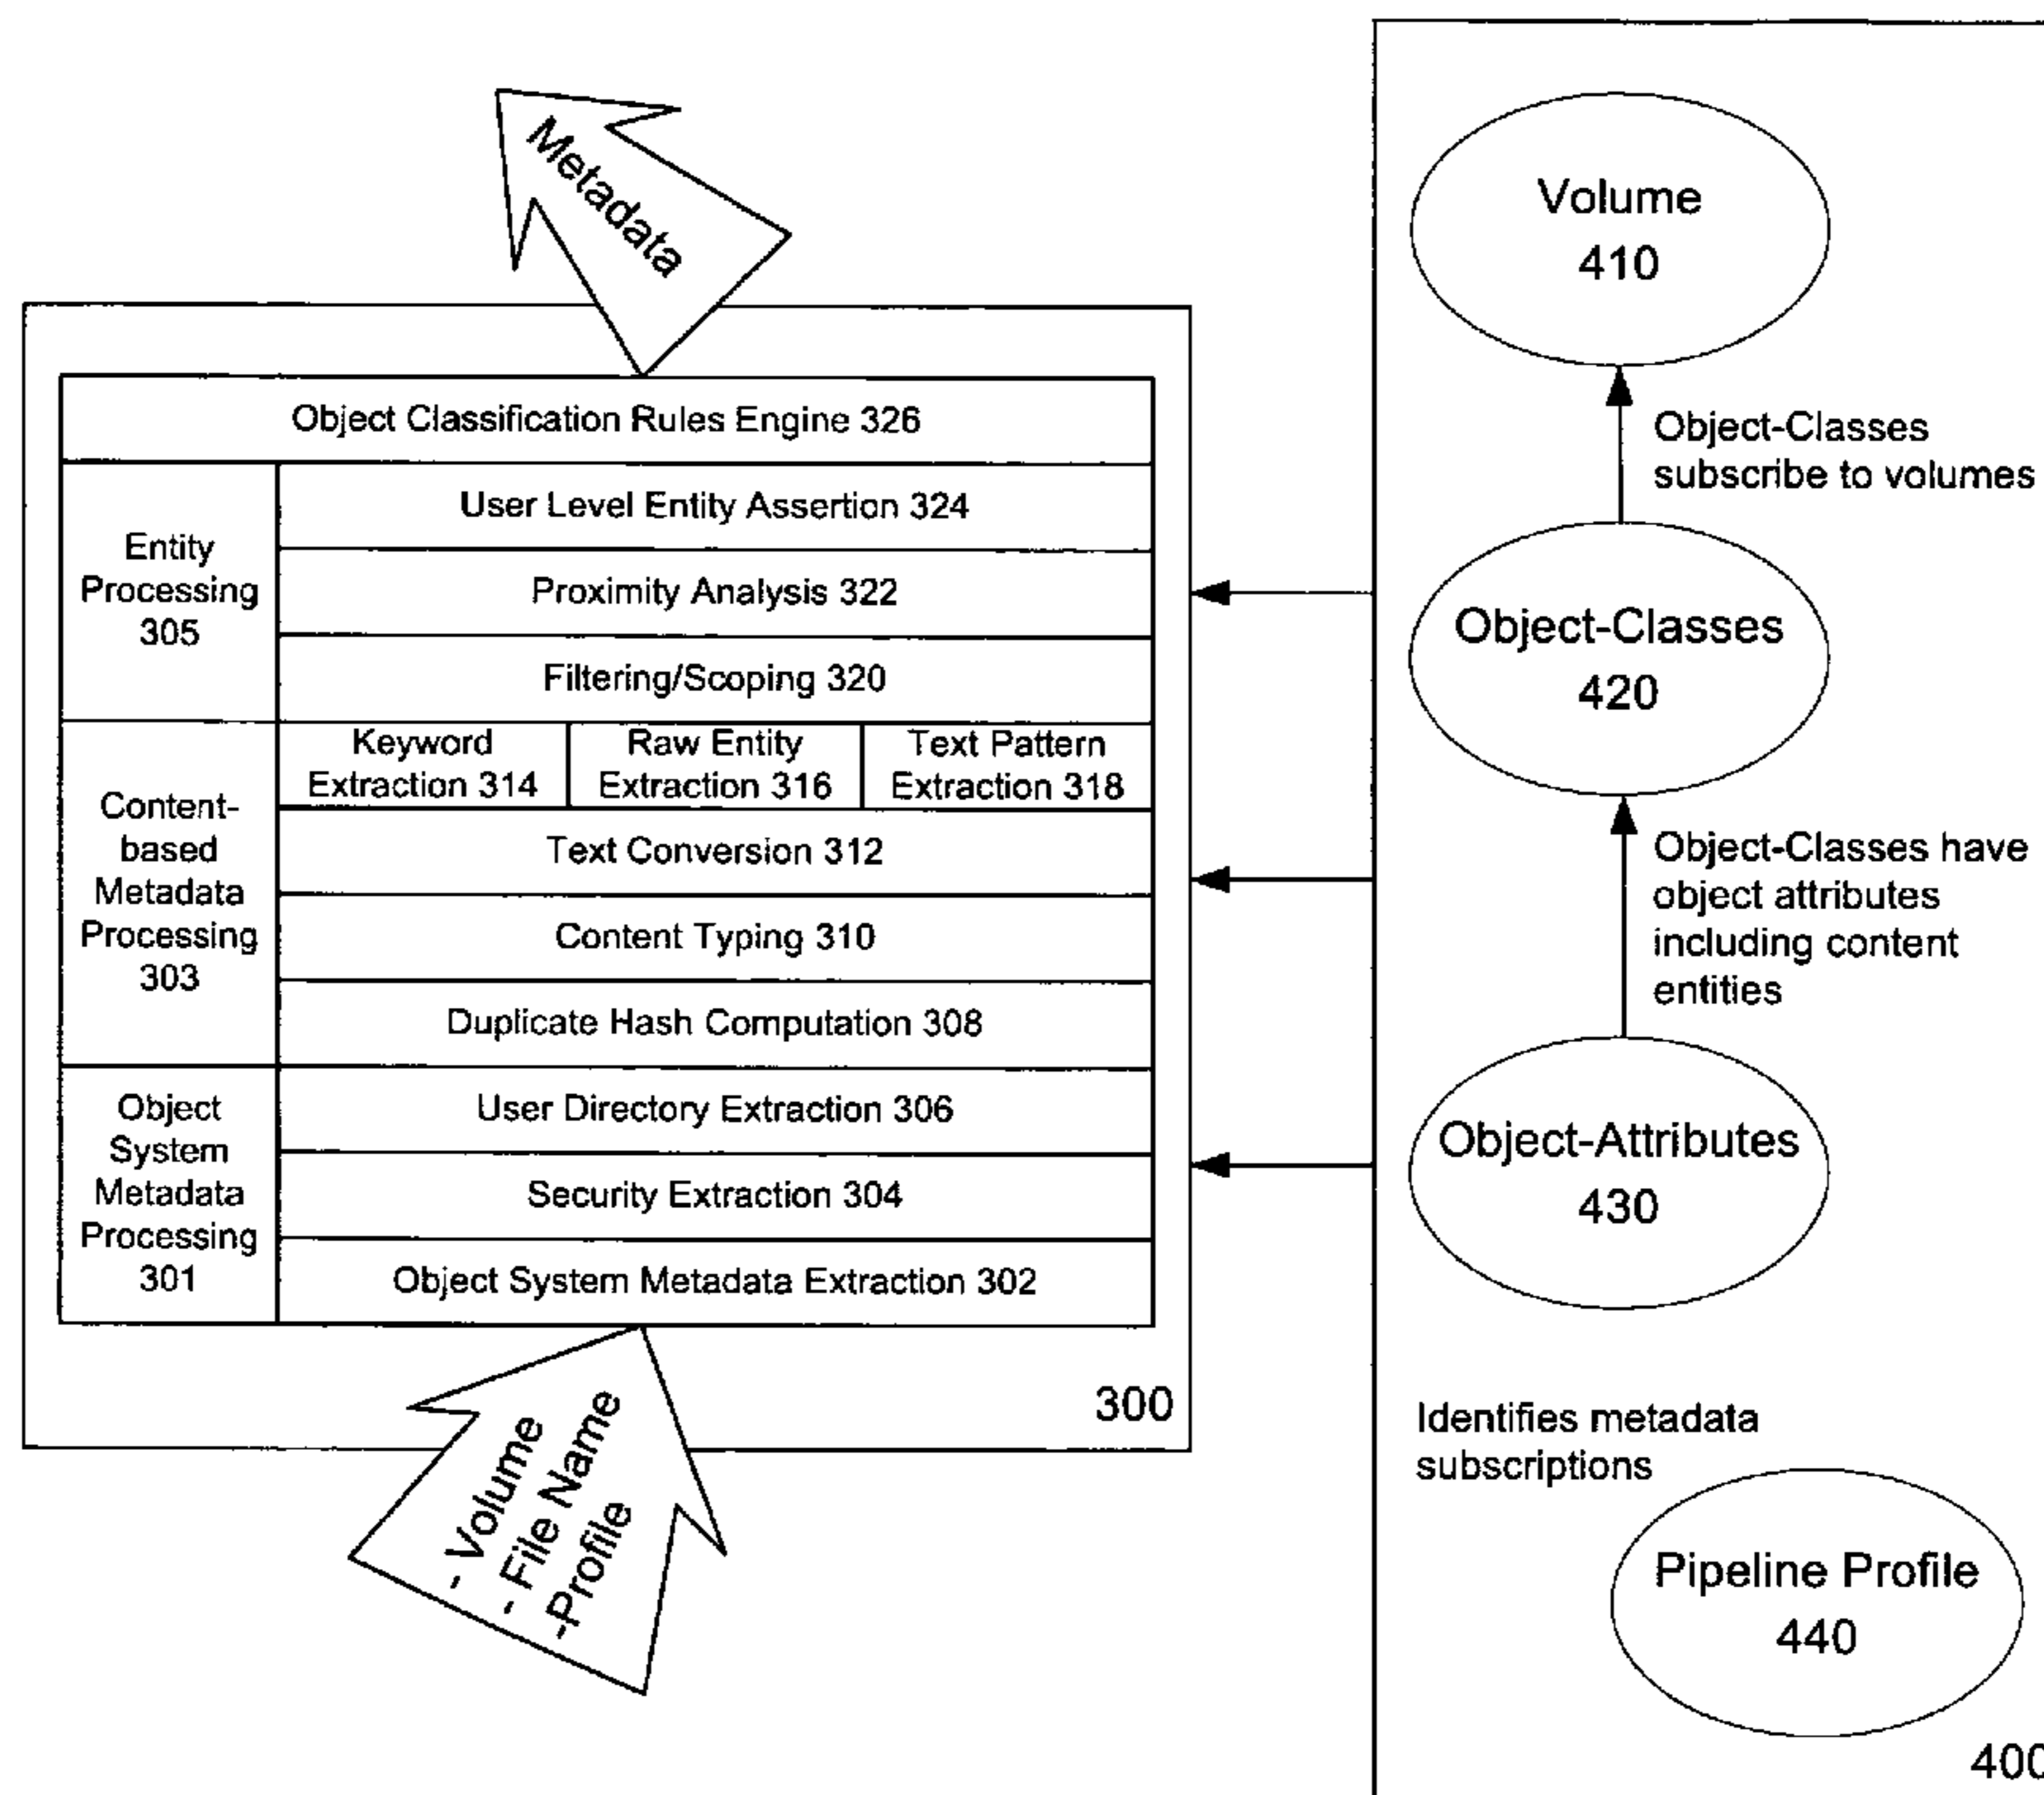 Metadata
Object Classification Rules Engine 326
Entity
Processing
305
User Level Entity Assertion 324
Proximity Analysis 322
Filtering/Scoping 320
Content-
based
Metadata
Processing
303
Keyword
Extraction 314
Raw Entity
Extraction 316
Text Pattern
Extraction 318
Text Conversion 312
Content Typing 310
Duplicate Hash Computation 308
Object
System
Metadata
Processing
301
User Directory Extraction 306
Security Extraction 304
Object System Metadata Extraction 302
300
- Volume
- File Name
-Profile
Volume
410
Object-Classes
subscribe to volumes
Object-Classes
420
Object-Classes have
object attributes
including content
entities
Object-Attributes
430
Identifies metadata
subscriptions
Pipeline Profile
440
400